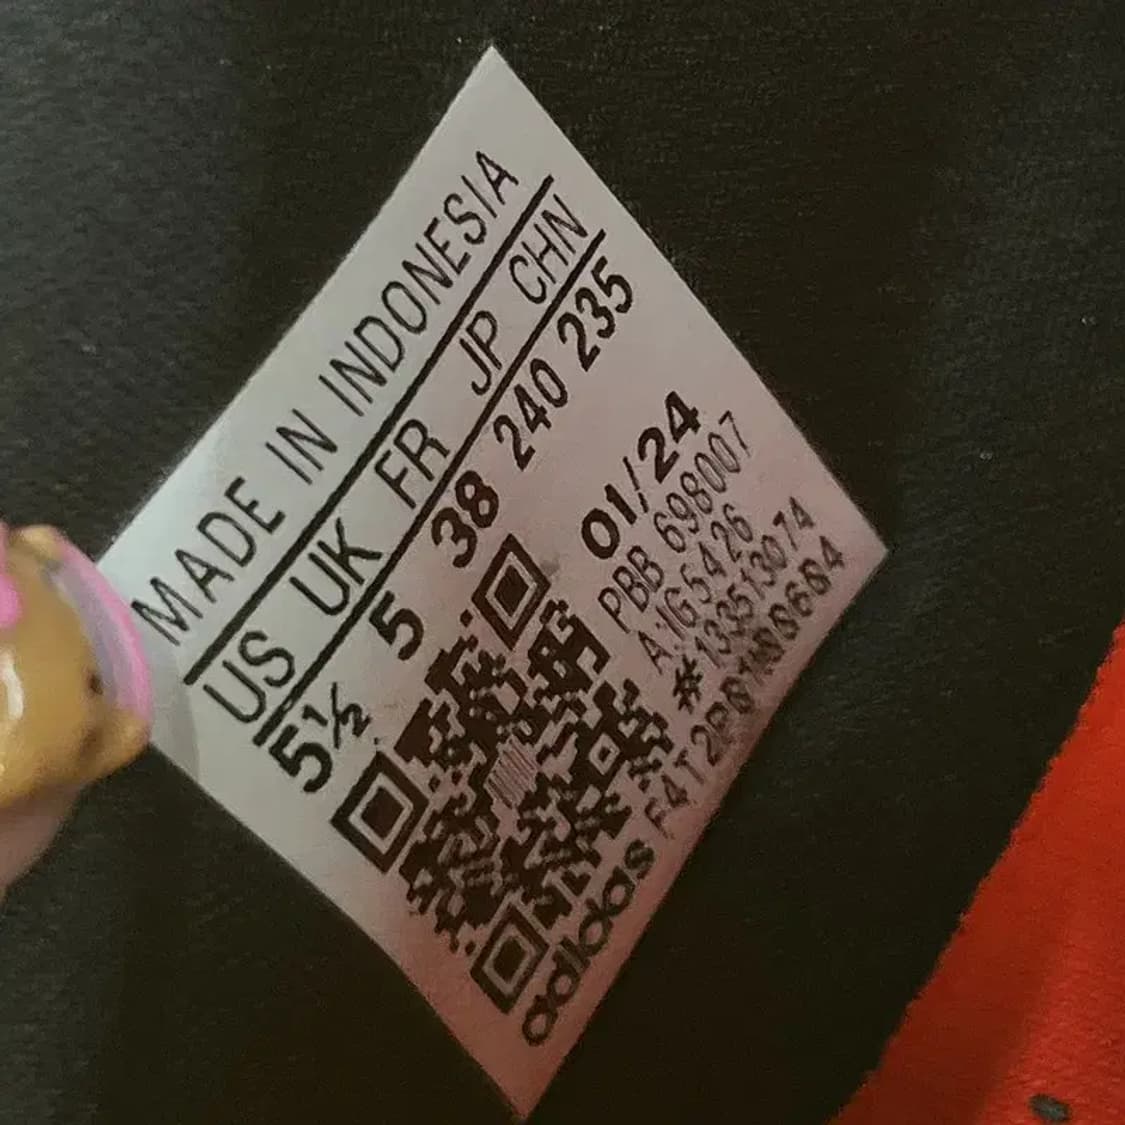 MADE IN INDONESIA
US UK FR JP CHN
5½ 5 38 240 235
01/24
PBB 698007
IG5426
adidas